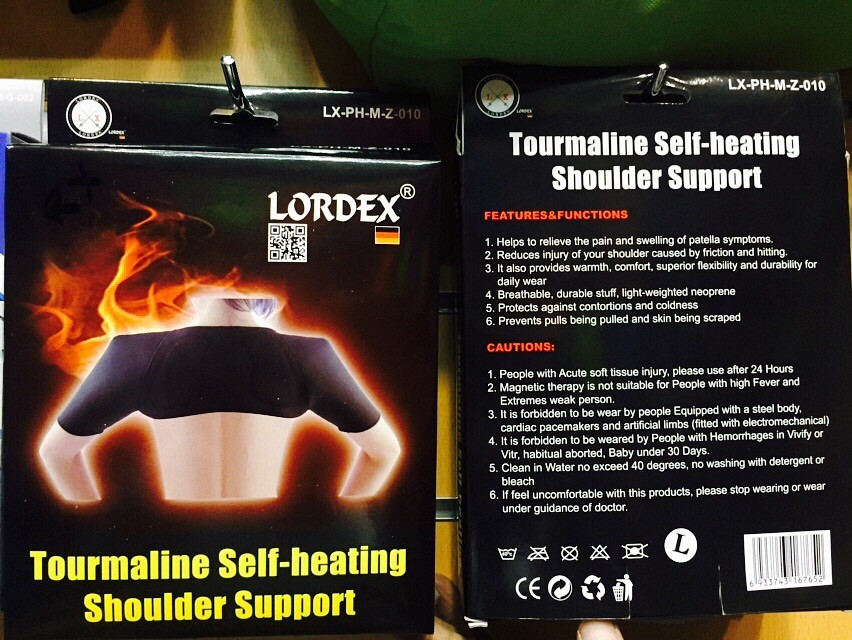 LORDEX
LORDEX
LX-PH-M-Z-010
LORDEX®
Tourmaline Self-heating
Shoulder Support
LX-PH-M-Z-010
Tourmaline Self-heating
Shoulder Support
FEATURES&FUNCTIONS
1. Helps to relieve the pain and swelling of patella symptoms.
2. Reduces injury of your shoulder caused by friction and hitting.
3. It also provides warmth, comfort, superior flexibility and durability for
daily wear
4. Breathable, durable stuff, light-weighted neoprene
5. Protects against contortions and coldness
6. Prevents pulls being pulled and skin being scraped
CAUTIONS:
1. People with Acute soft tissue injury, please use after 24 Hours
2. Magnetic therapy is not suitable for People with high Fever and
Extremes weak person.
3. It is forbidden to be wear by people Equipped with a steel body,
cardiac pacemakers and artificial limbs (fitted with electromechanical)
4. It is forbidden to be weared by People with Hemorrhages in Vivify or
Vitr, habitual aborted, Baby under 30 Days.
5. Clean in Water no exceed 40 degrees, no washing with detergent or
bleach
6. If feel uncomfortable with this products, please stop wearing or wear
under guidance of doctor.
L
CE
6 933743 167652